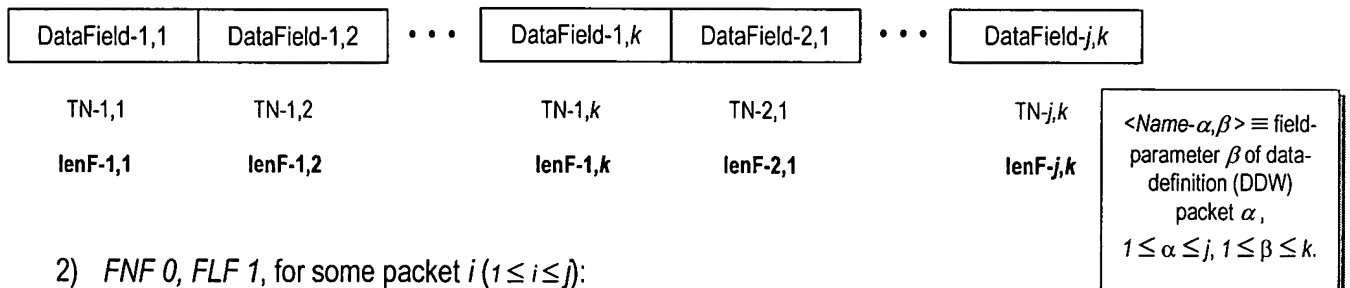 DataField-1,1 DataField-1,2 • • • DataField-1,k DataField-2,1 • • • DataField-j,k
TN-1,1 TN-1,2 TN-1,k TN-2,1 TN-j,k
lenF-1,1 lenF-1,2 lenF-1,k lenF-2,1 lenF-j,k
<Name-α,β> ≡ field-
parameter β of data-
definition (DDW)
packet α,
1 ≤ α ≤ j, 1 ≤ β ≤ k.
2) FNF 0, FLF 1, for some packet i (1 ≤ i ≤ j):